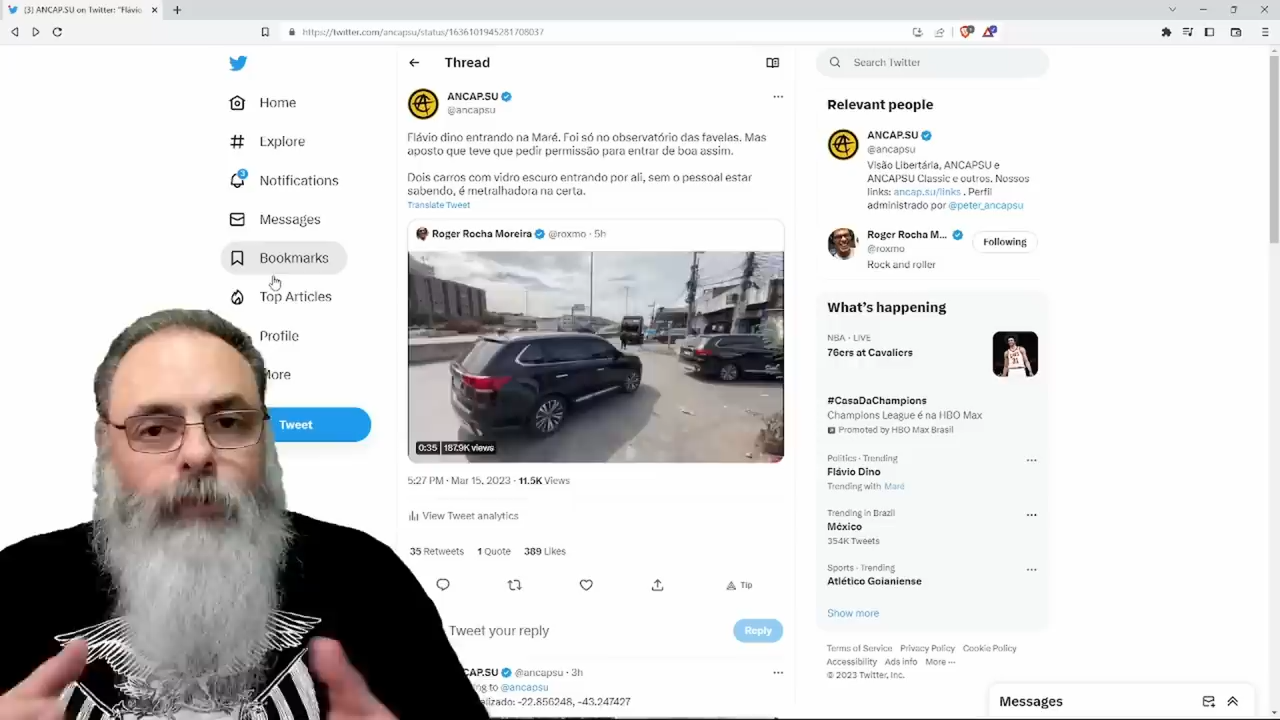 (3) ANCAP.SU on Twitter: "Flávio
https://twitter.com/ancapsu/status/1636101945281708037
Home
Explore
3
Notifications
Messages
Bookmarks
Top Articles
Profile
More
Tweet
Thread
ANCAP.SU
@ancapsu
Flávio dino entrando na Maré. Foi só no observatório das favelas. Mas
aposto que teve que pedir permissão para entrar de boa assim.
Dois carros com vidro escuro entrando por ali, sem o pessoal estar
sabendo, é metralhadora na certa.
Translate Tweet
Roger Rocha Moreira @roxmo · 5h
0:35 187.9K views
5:27 PM · Mar 15, 2023 · 11.5K Views
View Tweet analytics
35 Retweets 1 Quote 389 Likes
Tip
Tweet your reply
Reply
CAP.SU @ancapsu · 3h
ng to @ancapsu
alizado: -22.856248, -43.247427
Search Twitter
Relevant people
ANCAP.SU
@ancapsu
Visão Libertária, ANCAPSU e
ANCAPSU Classic e outros. Nossos
links: ancap.su/links . Perfil
administrado por @peter_ancapsu
Roger Rocha M...
@roxmo
Following
Rock and roller
What's happening
NBA · LIVE
76ers at Cavaliers
#CasaDaChampions
Champions League é na HBO Max
Promoted by HBO Max Brasil
Politics · Trending
Flávio Dino
Trending with Maré
Trending in Brazil
México
354K Tweets
Sports · Trending
Atlético Goianiense
Show more
Terms of Service Privacy Policy Cookie Policy
Accessibility Ads info More ···
© 2023 Twitter, Inc.
Messages